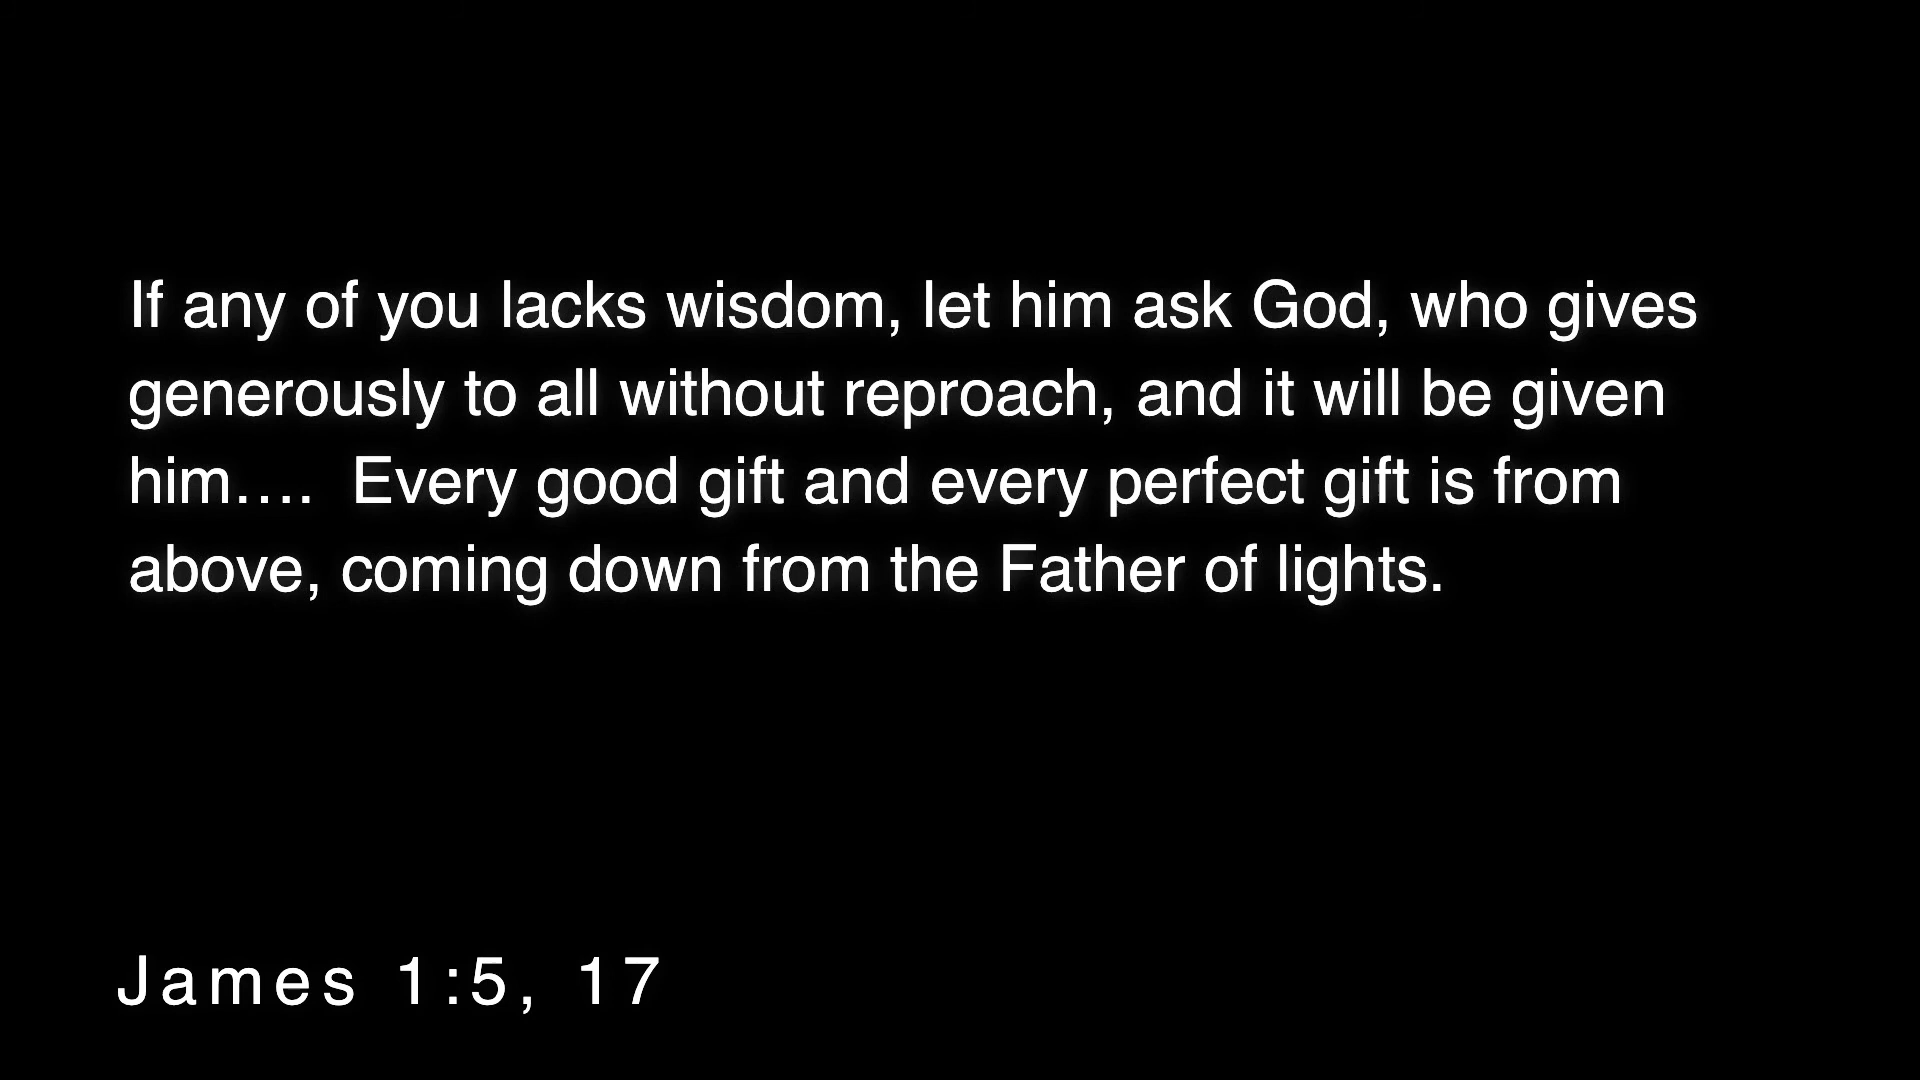 If any of you lacks wisdom, let him ask God, who gives
generously to all without reproach, and it will be given
him….  Every good gift and every perfect gift is from
above, coming down from the Father of lights.
James 1:5, 17